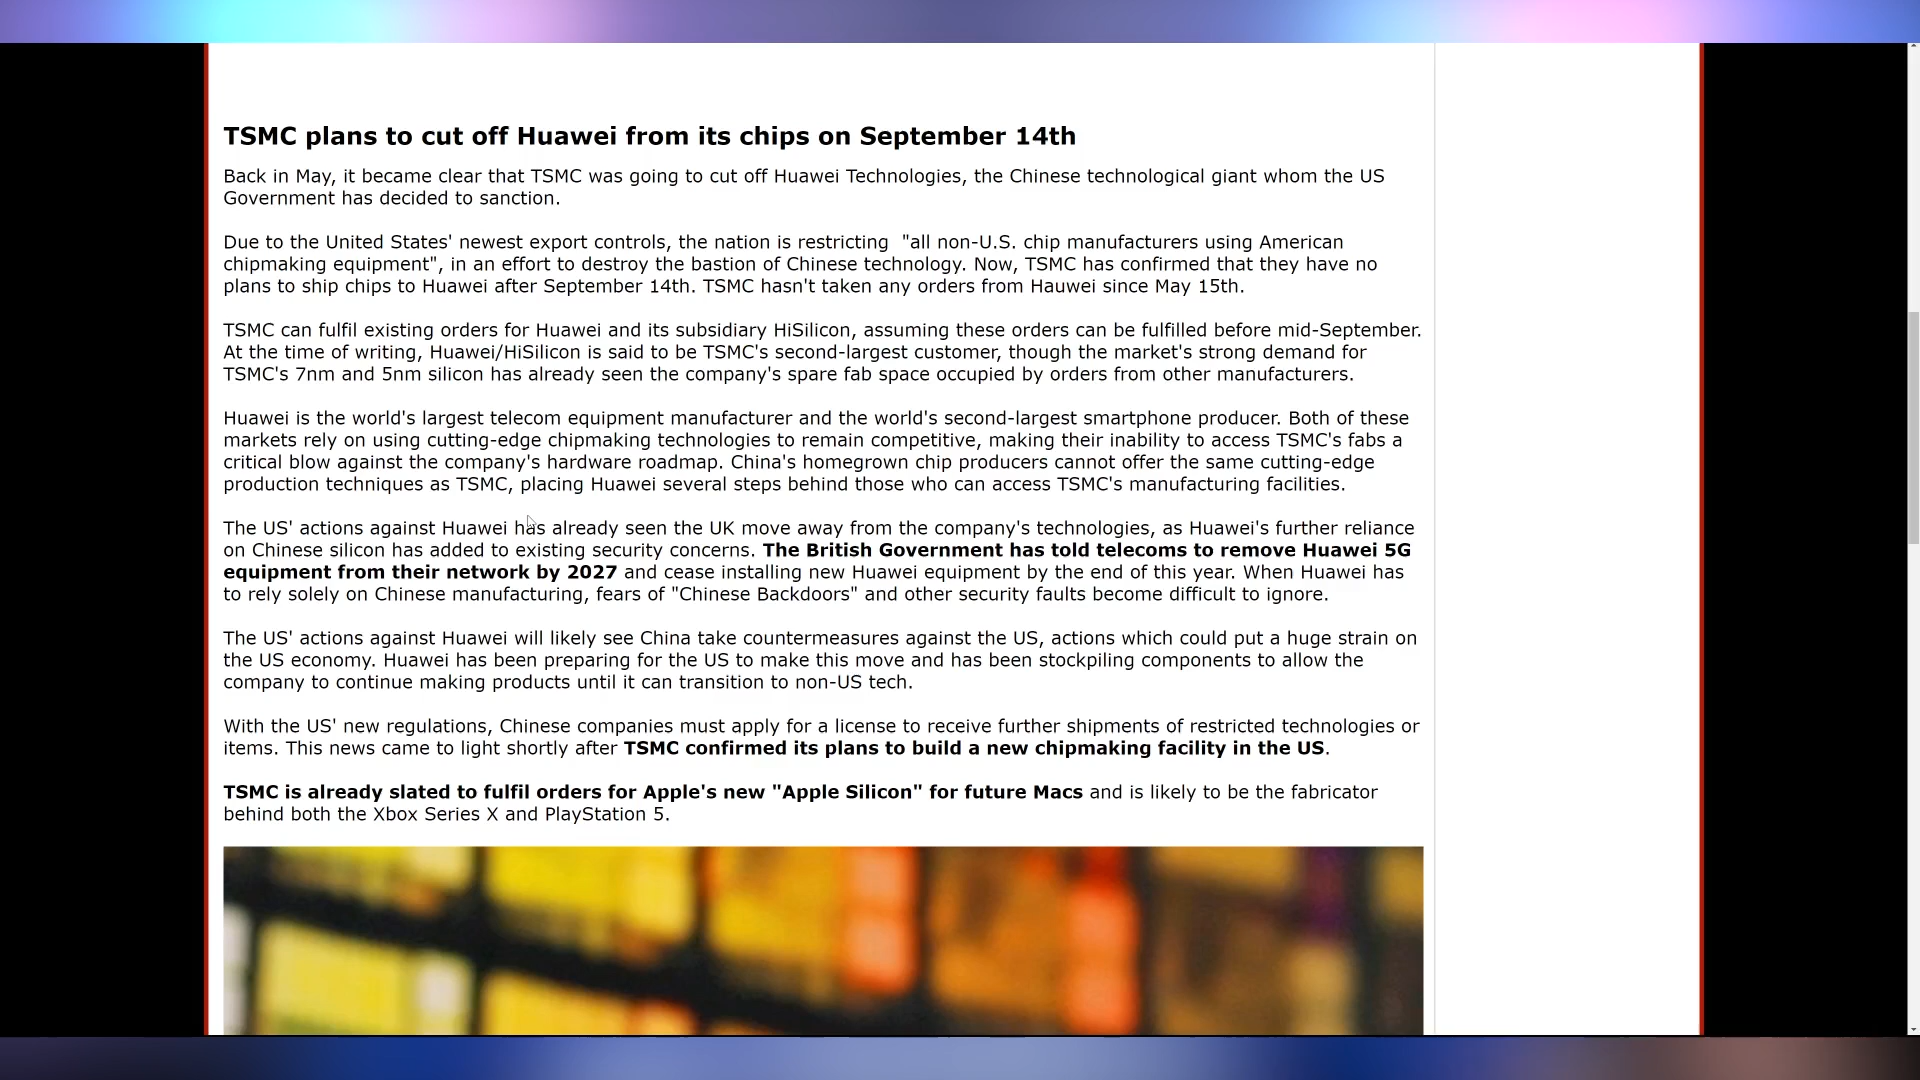 TSMC plans to cut off Huawei from its chips on September 14th
Back in May, it became clear that TSMC was going to cut off Huawei Technologies, the Chinese technological giant whom the US
Government has decided to sanction.
Due to the United States' newest export controls, the nation is restricting  "all non-U.S. chip manufacturers using American
chipmaking equipment", in an effort to destroy the bastion of Chinese technology. Now, TSMC has confirmed that they have no
plans to ship chips to Huawei after September 14th. TSMC hasn't taken any orders from Hauwei since May 15th.
TSMC can fulfil existing orders for Huawei and its subsidiary HiSilicon, assuming these orders can be fulfilled before mid-September.
At the time of writing, Huawei/HiSilicon is said to be TSMC's second-largest customer, though the market's strong demand for
TSMC's 7nm and 5nm silicon has already seen the company's spare fab space occupied by orders from other manufacturers.
Huawei is the world's largest telecom equipment manufacturer and the world's second-largest smartphone producer. Both of these
markets rely on using cutting-edge chipmaking technologies to remain competitive, making their inability to access TSMC's fabs a
critical blow against the company's hardware roadmap. China's homegrown chip producers cannot offer the same cutting-edge
production techniques as TSMC, placing Huawei several steps behind those who can access TSMC's manufacturing facilities.
The US' actions against Huawei has already seen the UK move away from the company's technologies, as Huawei's further reliance
on Chinese silicon has added to existing security concerns. The British Government has told telecoms to remove Huawei 5G
equipment from their network by 2027 and cease installing new Huawei equipment by the end of this year. When Huawei has
to rely solely on Chinese manufacturing, fears of "Chinese Backdoors" and other security faults become difficult to ignore.
The US' actions against Huawei will likely see China take countermeasures against the US, actions which could put a huge strain on
the US economy. Huawei has been preparing for the US to make this move and has been stockpiling components to allow the
company to continue making products until it can transition to non-US tech.
With the US' new regulations, Chinese companies must apply for a license to receive further shipments of restricted technologies or
items. This news came to light shortly after TSMC confirmed its plans to build a new chipmaking facility in the US.
TSMC is already slated to fulfil orders for Apple's new "Apple Silicon" for future Macs and is likely to be the fabricator
behind both the Xbox Series X and PlayStation 5.